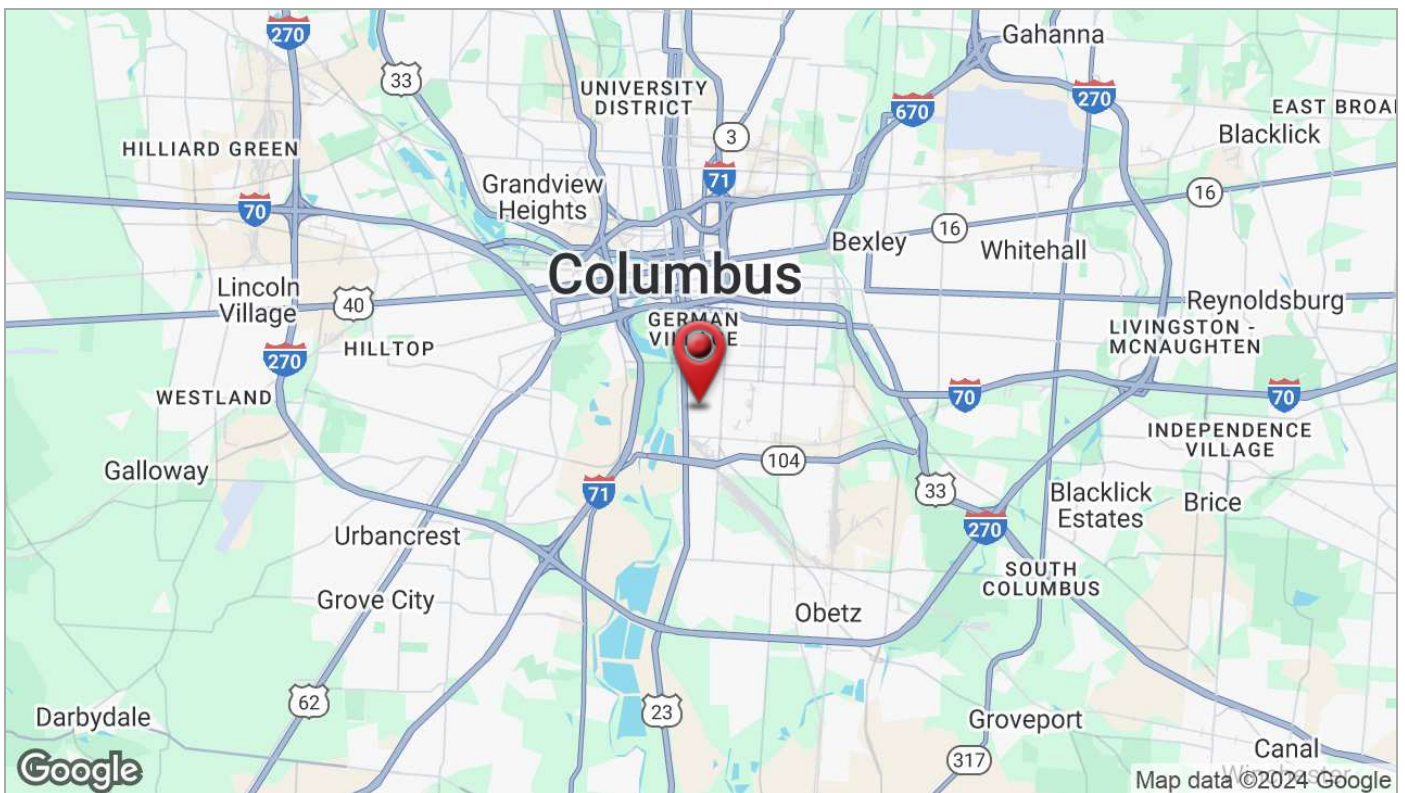 270
Gahanna
33
UNIVERSITY
DISTRICT
670
270
EAST BROA
3
Blacklick
HILLIARD GREEN
Grandview
Heights
71
16
70
16
Bexley
Whitehall
Columbus
Lincoln
Village
40
Reynoldsburg
GERMAN
LIVINGSTON -
MCNAUGHTEN
HILLTOP
270
WESTLAND
70
70
INDEPENDENCE
VILLAGE
Galloway
104
71
33
Blacklick
Estates
Brice
Urbancrest
270
SOUTH
COLUMBUS
Grove City
Obetz
62
23
Darbydale
Groveport
317
Canal
Winchester
Google
Map data ©2024 Google